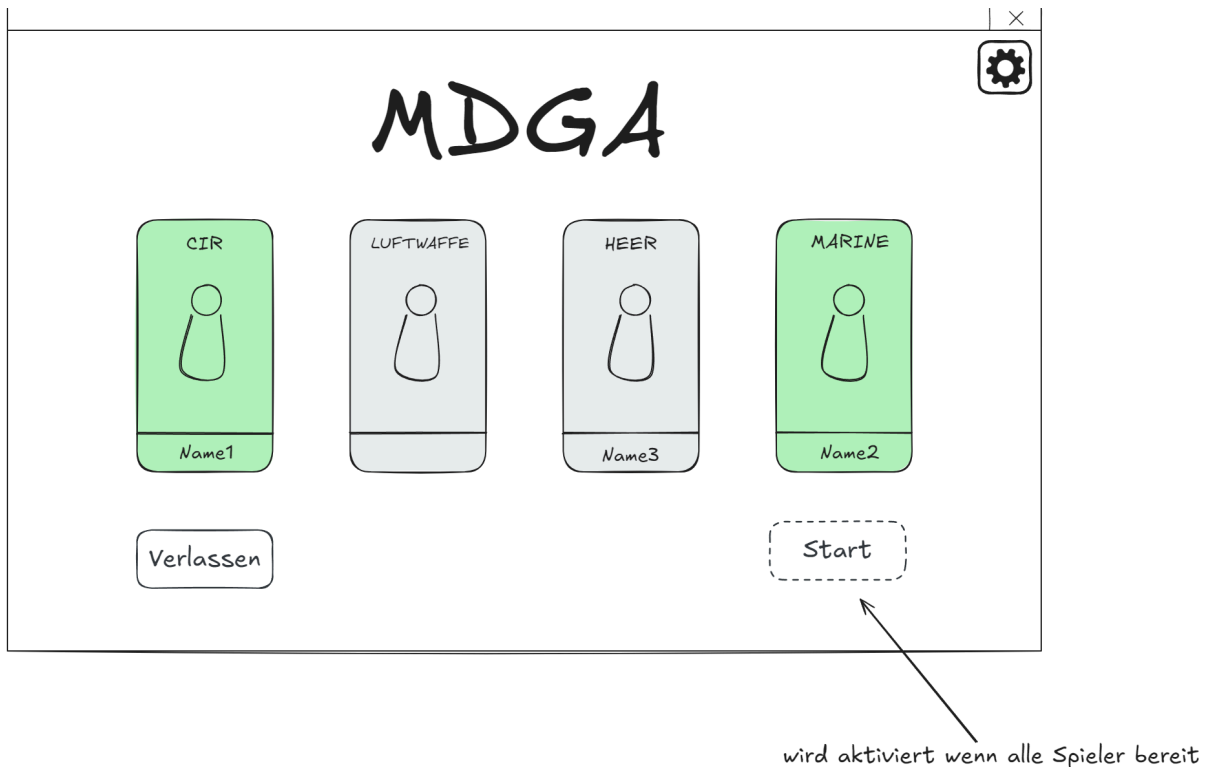 MDGA
CIR
LUFTWAFFE
HEER
MARINE
Name1
Name3
Name2
Verlassen
Start
wird aktiviert wenn alle Spieler bereit